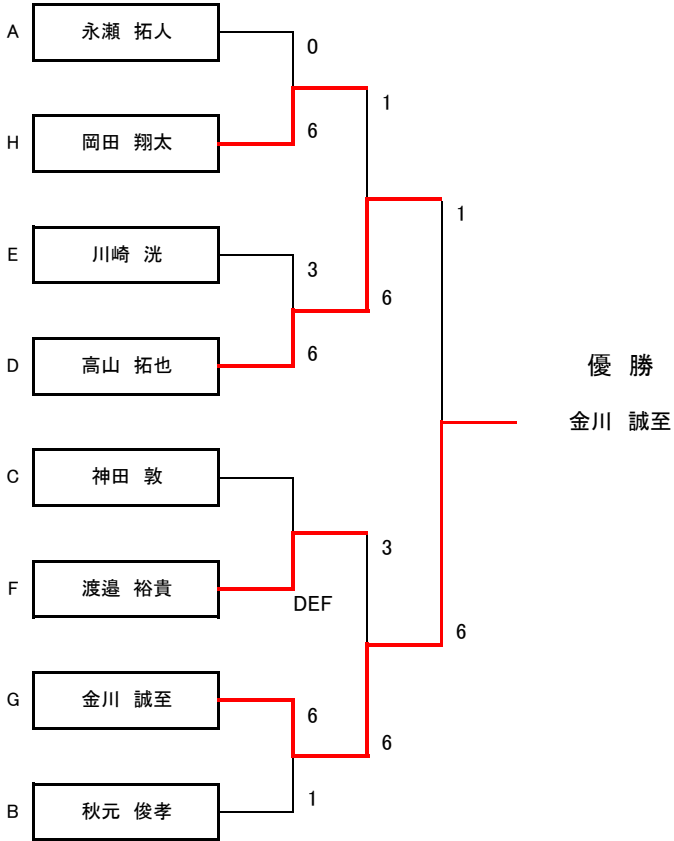 A 永瀬 拓人
0
1
H 岡田 翔太
6
1
E 川崎 洸
3
6
D 高山 拓也
6
優 勝
金川 誠至
C 神田 敦
3
F 渡邉 裕貴
DEF
6
G 金川 誠至
6
6
B 秋元 俊孝
1